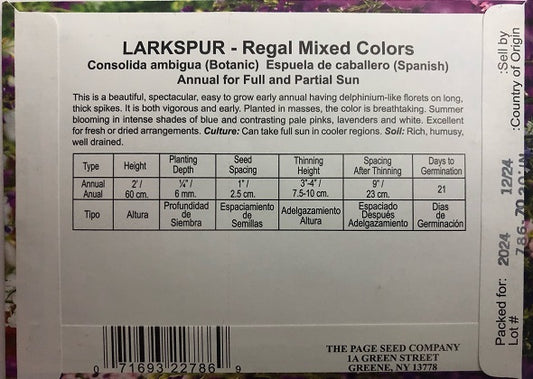 LARKSPUR - Regal Mixed Colors
Consolida ambigua (Botanic) Espuela de caballero (Spanish)
Annual for Full and Partial Sun
This is a beautiful, spectacular, easy to grow early annual having delphinium-like florets on long,
thick spikes. It is both vigorous and early. Planted in masses, the color is breathtaking. Summer
blooming in intense shades of blue and contrasting pale pinks, lavenders and white. Excellent
for fresh or dried arrangements. Culture: Can take full sun in cooler regions. Soil: Rich, humusy,
well drained.
Type Height Planting Depth Seed Spacing Thinning Height Spacing After Thinning Days to Germination
Annual Anual 2'/ 60 cm. ¼"/ 6 mm. 1"/ 2.5 cm. 3"-4"/ 7.5-10 cm. 9"/ 23 cm. 21
Tipo Altura Profundidad de Siembra Espaciamiento de Semillas Adelgazamiento Altura Espaciado Después Adelgazamiento Dias de Germinación
0 71693 22786 9
THE PAGE SEED COMPANY
1A GREEN STREET
GREENE, NY 13778
Packed for: 2024 12/24 :Sell by
Lot # :Country of Origin